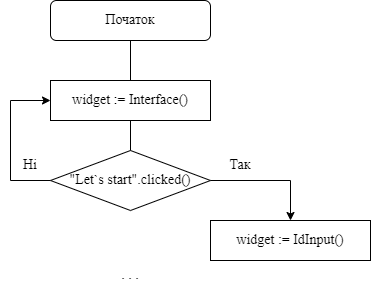 Початок
widget := Interface()
Ні
"Let`s start".clicked()
Так
widget := IdInput()
. . .